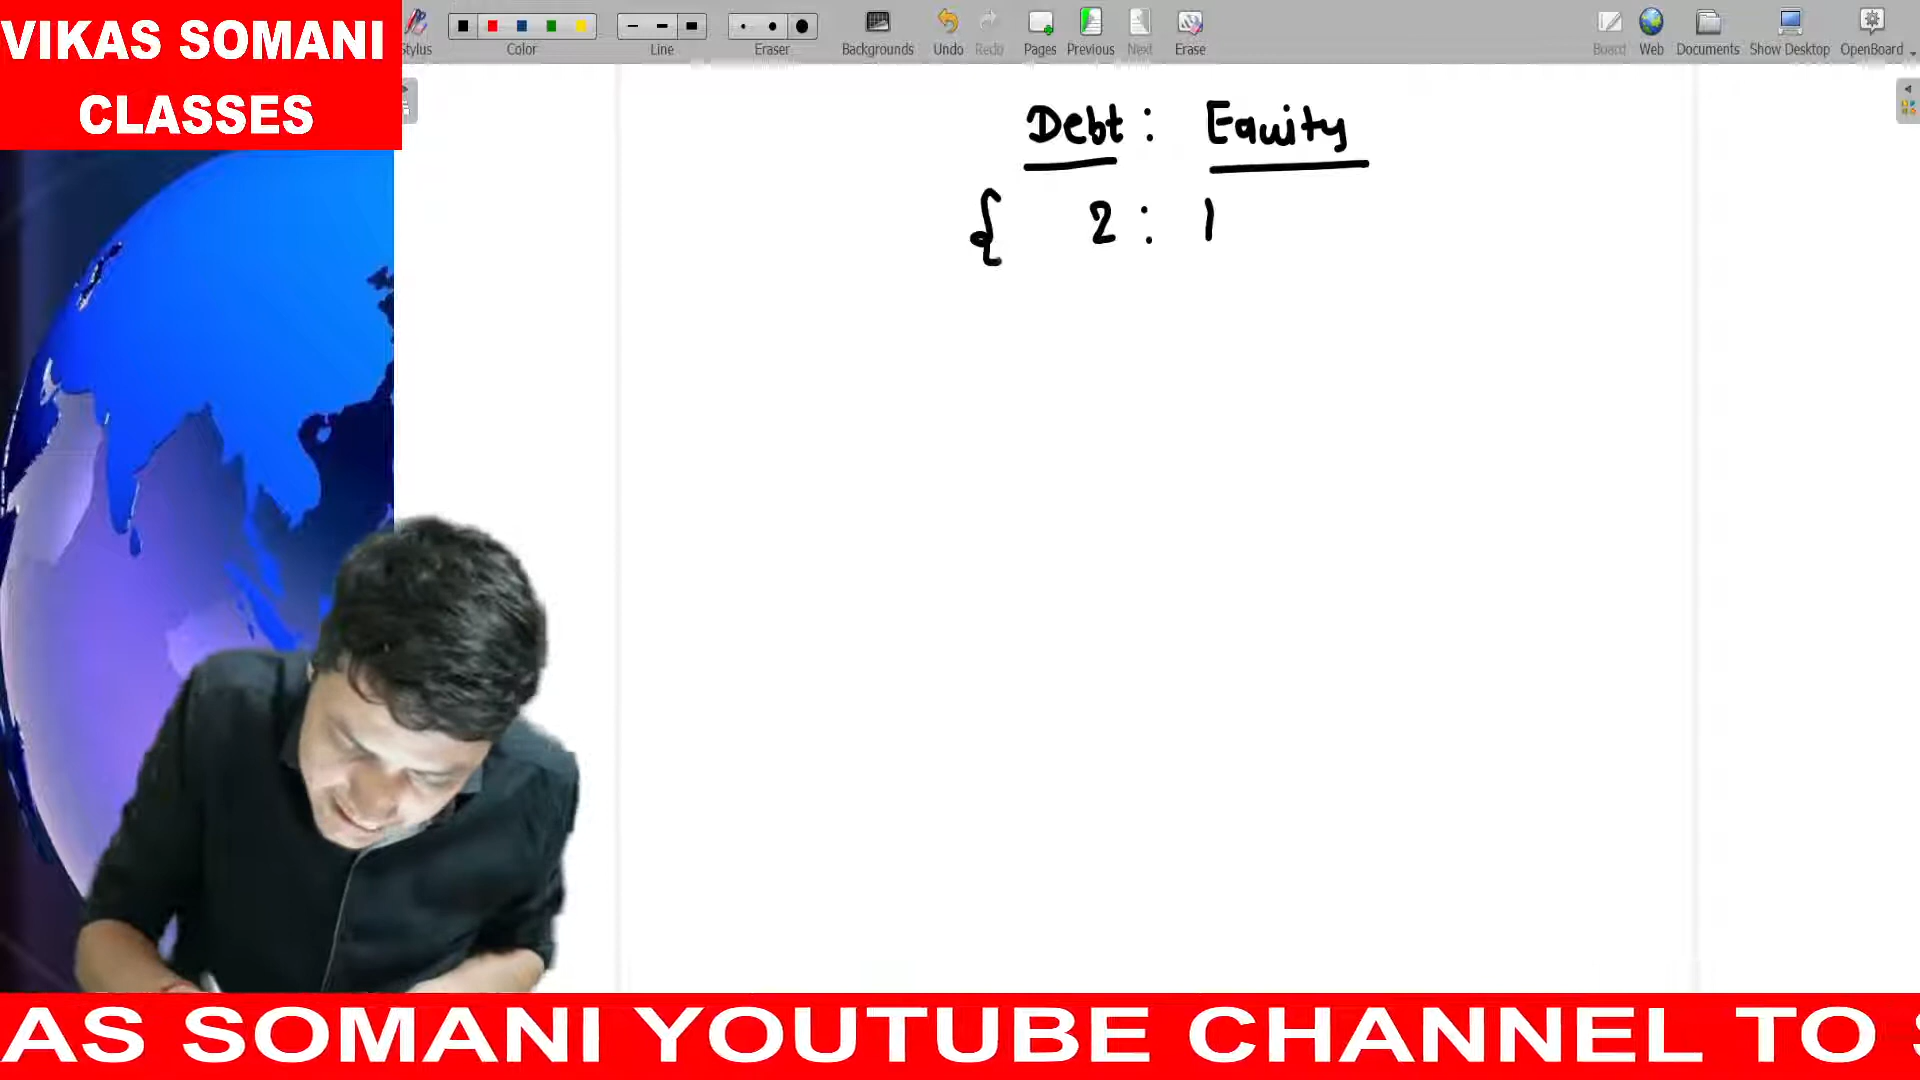 VIKAS SOMANI
CLASSES
Stylus
Color
Line
Eraser
Backgrounds
Undo
Redo
Pages
Previous
Next
Erase
Board
Web
Documents
Show Desktop
OpenBoard
Debt : Equity
{ 2 : 1
AS SOMANI YOUTUBE CHANNEL TO S